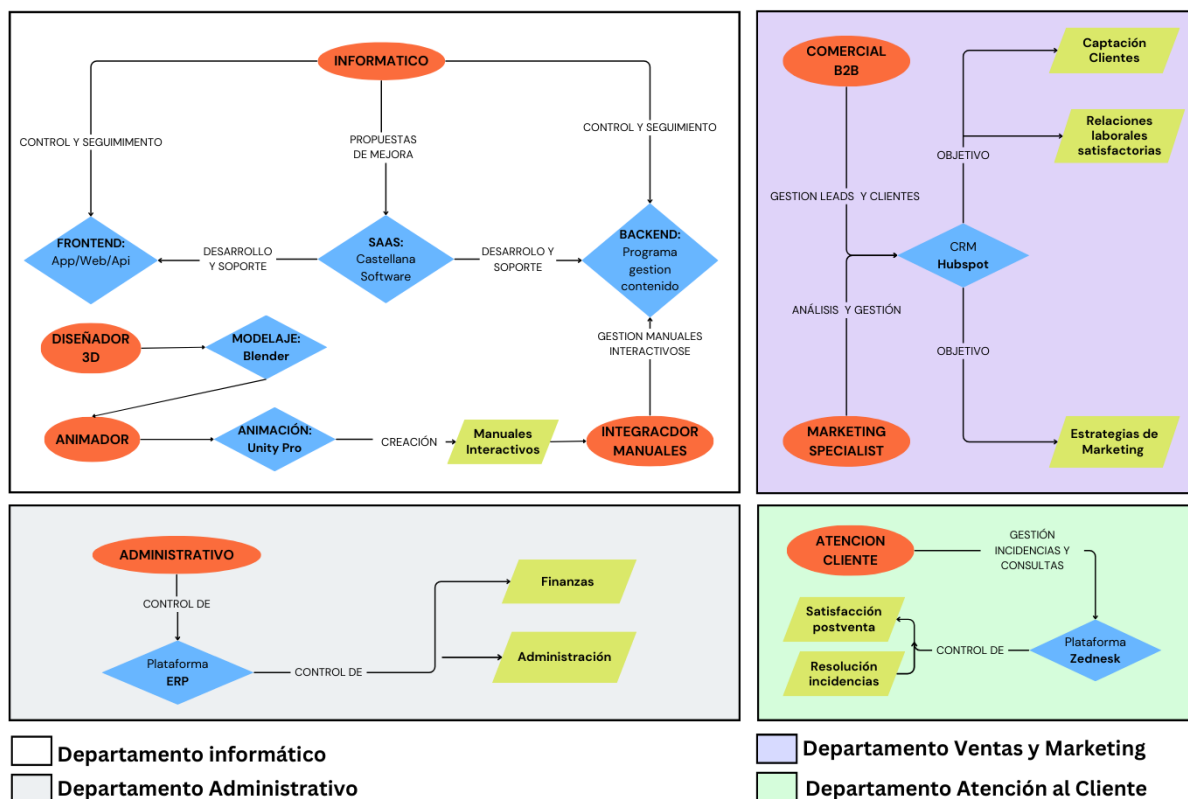 INFORMATICO
CONTROL Y SEGUIMIMENTO
PROPUESTAS
DE MEJORA
CONTROL Y SEGUIMIENTO
FRONTEND:
App/Web/Api
DESARROLLO
Y SOPORTE
SAAS:
Castellana
Software
DESARROLO Y
SOPORTE
BACKEND:
Programa
gestion
contenido
DISEÑADOR
3D
MODELAJE:
Blender
GESTION MANUALES
INTERACTIVOSE
ANIMADOR
ANIMACIÓN:
Unity Pro
CREACIÓN
Manuales
Interactivos
INTEGRACDOR
MANUALES
COMERCIAL
B2B
Captación
Clientes
Relaciones
laborales
satisfactorias
OBJETIVO
GESTION LEADS Y CLIENTES
CRM
Hubspot
ANÁLISIS Y GESTIÓN
OBJETIVO
MARKETING
SPECIALIST
Estrategias de
Marketing
ADMINISTRATIVO
CONTROL DE
Plataforma
ERP
CONTROL DE
Finanzas
Administración
ATENCION
CLIENTE
GESTIÓN
INCIDENCIAS Y
CONSULTAS
Satisfacción
postventa
Resolución
incidencias
CONTROL DE
Plataforma
Zednesk
Departamento informático
Departamento Administrativo
Departamento Ventas y Marketing
Departamento Atención al Cliente